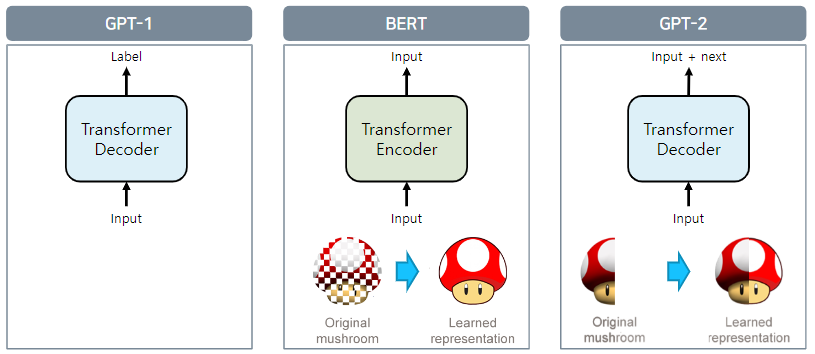 GPT-1
Label
Transformer
Decoder
Input
BERT
Input
Transformer
Encoder
Input
Original
mushroom
Learned
representation
GPT-2
Input + next
Transformer
Decoder
Input
Original
mushroom
Learned
representation